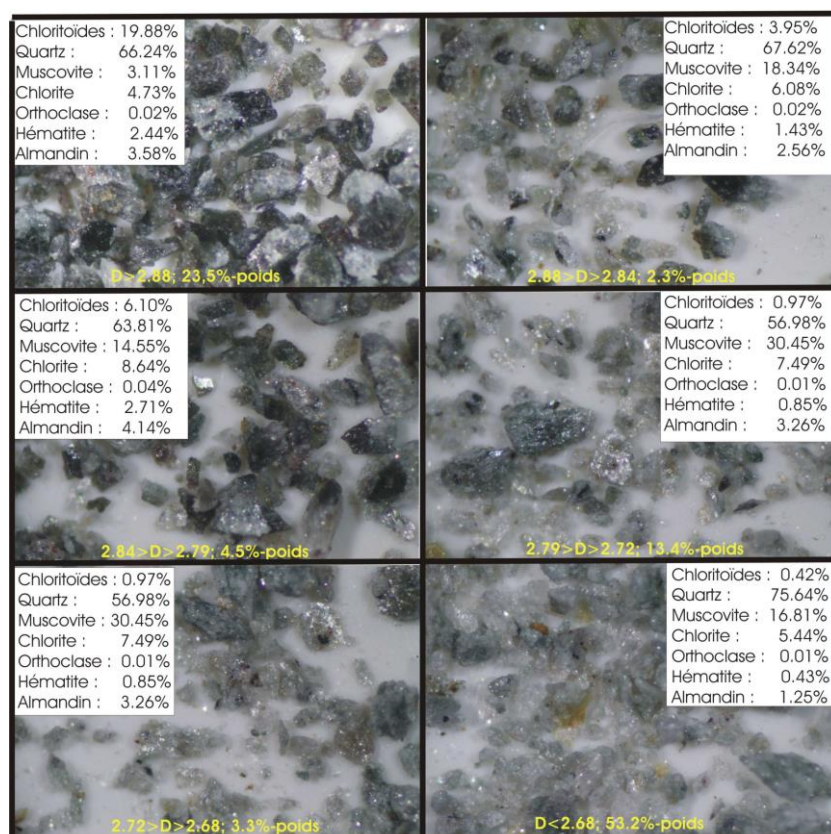 Chloritoïdes : 19.88%
Quartz : 66.24%
Muscovite : 3.11%
Chlorite 4.73%
Orthoclase : 0.02%
Hématite : 2.44%
Almandin : 3.58%
D>2.88; 23,5%-poids
Chloritoïdes : 3.95%
Quartz : 67.62%
Muscovite : 18.34%
Chlorite : 6.08%
Orthoclase : 0.02%
Hématite : 1.43%
Almandin : 2.56%
2.88>D>2.84; 2.3%-poids
Chloritoïdes : 6.10%
Quartz : 63.81%
Muscovite : 14.55%
Chlorite : 8.64%
Orthoclase : 0.04%
Hématite : 2.71%
Almandin : 4.14%
2.84>D>2.79; 4.5%-poids
Chloritoïdes : 0.97%
Quartz : 56.98%
Muscovite : 30.45%
Chlorite : 7.49%
Orthoclase : 0.01%
Hématite : 0.85%
Almandin : 3.26%
2.79>D>2.72; 13.4%-poids
Chloritoïdes : 0.97%
Quartz : 56.98%
Muscovite : 30.45%
Chlorite : 7.49%
Orthoclase : 0.01%
Hématite : 0.85%
Almandin : 3.26%
2.72>D>2.68; 3.3%-poids
Chloritoïdes : 0.42%
Quartz : 75.64%
Muscovite : 16.81%
Chlorite : 5.44%
Orthoclase : 0.01%
Hématite : 0.43%
Almandin : 1.25%
D<2.68; 53.2%-poids